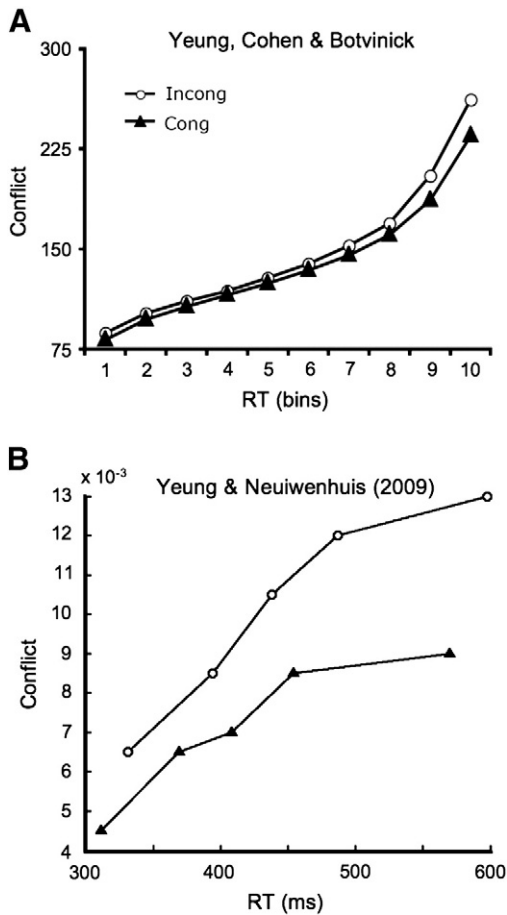 A
Yeung, Cohen & Botvinick
300
225
150
75
Conflict
Incong
Cong
1 2 3 4 5 6 7 8 9 10
RT (bins)
B
x 10-3
Yeung & Neuiwenhuis (2009)
13
12
11
10
9
8
7
6
5
4
Conflict
300 400 500 600
RT (ms)